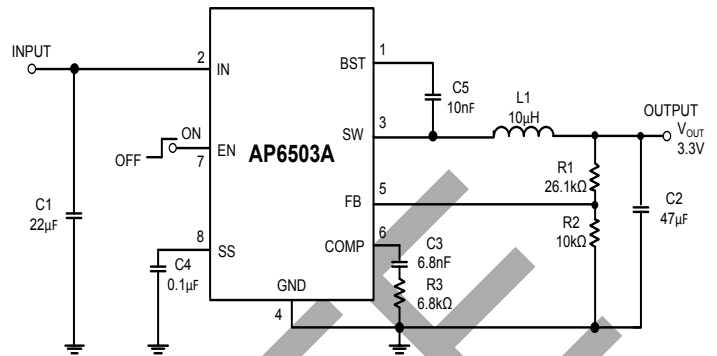 INPUT
2
IN
1
BST
C5
10nF
L1
10μH
OUTPUT
VOUT
3.3V
3
SW
ON
OFF
7
EN
AP6503A
R1
26.1kΩ
5
FB
C1
22μF
R2
10kΩ
C2
47μF
6
COMP
8
SS
C3
6.8nF
C4
0.1μF
R3
6.8kΩ
GND
4